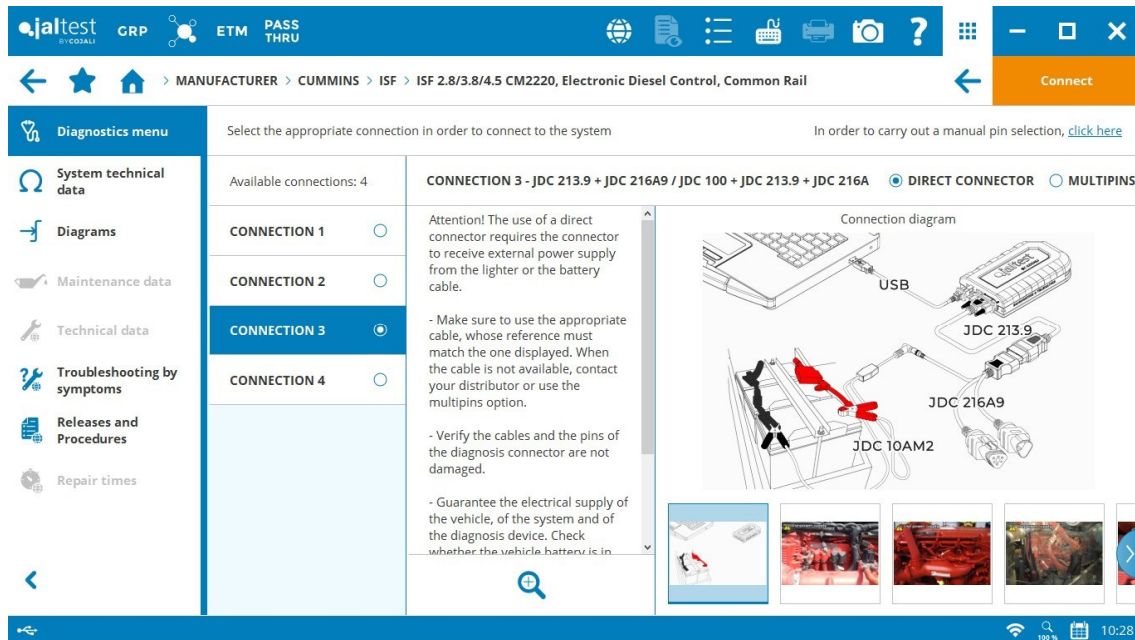 jaltest
BY COJALI
GRP
ETM
PASS
THRU
?
> MANUFACTURER > CUMMINS > ISF > ISF 2.8/3.8/4.5 CM2220, Electronic Diesel Control, Common Rail
Connect
Diagnostics menu
System technical
data
Diagrams
Maintenance data
Technical data
Troubleshooting by
symptoms
Releases and
Procedures
Repair times
Select the appropriate connection in order to connect to the system
In order to carry out a manual pin selection, click here
Available connections: 4
CONNECTION 1
CONNECTION 2
CONNECTION 3
CONNECTION 4
CONNECTION 3 - JDC 213.9 + JDC 216A9 / JDC 100 + JDC 213.9 + JDC 216A
DIRECT CONNECTOR
MULTIPINS
Attention! The use of a direct
connector requires the connector
to receive external power supply
from the lighter or the battery
cable.
- Make sure to use the appropriate
cable, whose reference must
match the one displayed. When
the cable is not available, contact
your distributor or use the
multipins option.
- Verify the cables and the pins of
the diagnosis connector are not
damaged.
- Guarantee the electrical supply of
the vehicle, of the system and of
the diagnosis device. Check
whether the vehicle battery is in
Connection diagram
jaltest
USB
JDC 213.9
JDC 216A9
JDC 10AM2
100 %
10:28